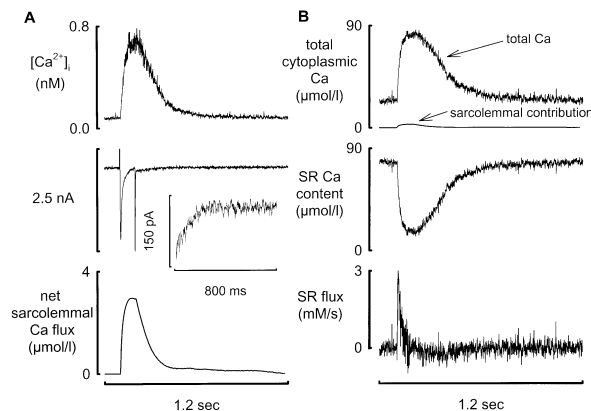 A
0.8
[Ca2+]i
(nM)
0.0
2.5 nA
150 pA
800 ms
4
net
sarcolemmal
Ca flux
(μmol/l)
0
1.2 sec
B
90
total
cytoplasmic
Ca
(μmol/l)
total Ca
sarcolemmal contribution
0
90
SR Ca
content
(μmol/l)
0
3
SR flux
(mM/s)
0
1.2 sec